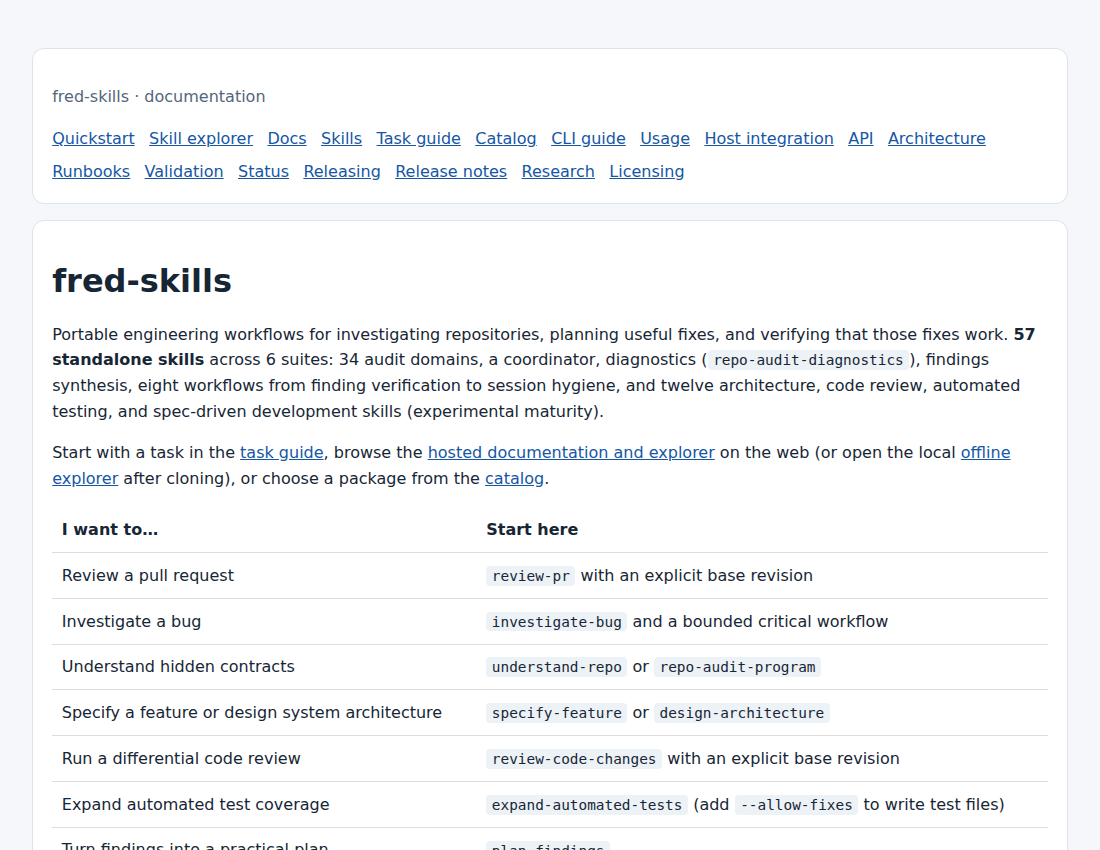 fred-skills · documentation
Quickstart Skill explorer Docs Skills Task guide Catalog CLI guide Usage Host integration API Architecture
Runbooks Validation Status Releasing Release notes Research Licensing
fred-skills
Portable engineering workflows for investigating repositories, planning useful fixes, and verifying that those fixes work. 57
standalone skills across 6 suites: 34 audit domains, a coordinator, diagnostics (repo-audit-diagnostics), findings
synthesis, eight workflows from finding verification to session hygiene, and twelve architecture, code review, automated
testing, and spec-driven development skills (experimental maturity).
Start with a task in the task guide, browse the hosted documentation and explorer on the web (or open the local offline
explorer after cloning), or choose a package from the catalog.
I want to… Start here
Review a pull request review-pr with an explicit base revision
Investigate a bug investigate-bug and a bounded critical workflow
Understand hidden contracts understand-repo or repo-audit-program
Specify a feature or design system architecture specify-feature or design-architecture
Run a differential code review review-code-changes with an explicit base revision
Expand automated test coverage expand-automated-tests (add --allow-fixes to write test files)
Turn findings into a practical plan plan-findings